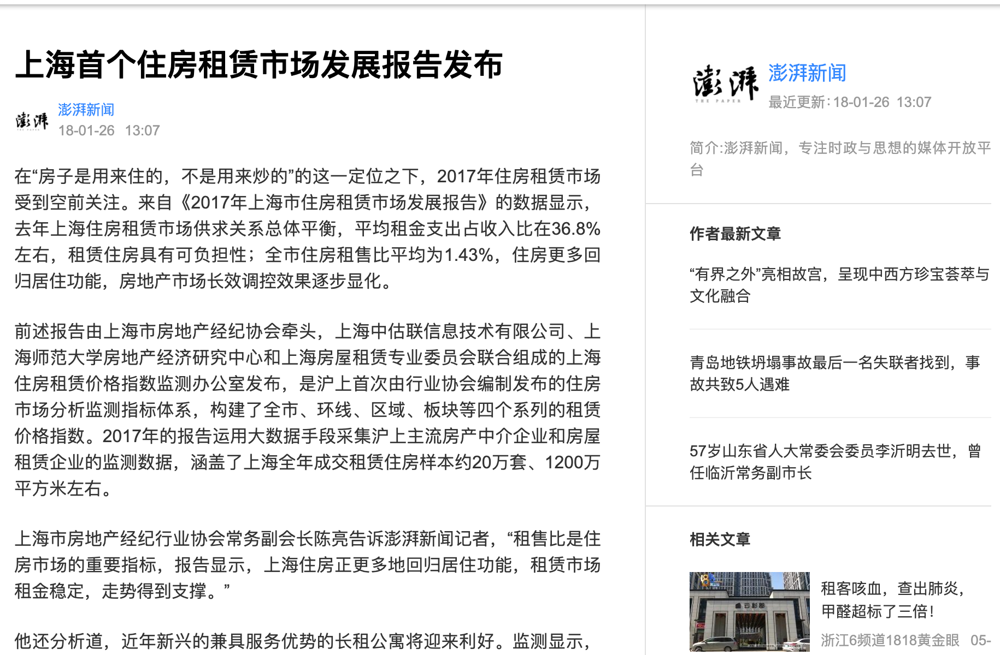 上海首个住房租赁市场发展报告发布
澎湃
THE PAPER
澎湃新闻
18-01-26 13:07
在“房子是用来住的，不是用来炒的”的这一定位之下，2017年住房租赁市场
受到空前关注。来自《2017年上海市住房租赁市场发展报告》的数据显示，
去年上海住房租赁市场供求关系总体平衡，平均租金支出占收入比在36.8%
左右，租赁住房具有可负担性；全市住房租售比平均为1.43%，住房更多回
归居住功能，房地产市场长效调控效果逐步显化。
前述报告由上海市房地产经纪协会牵头，上海中估联信息技术有限公司、上
海师范大学房地产经济研究中心和上海房屋租赁专业委员会联合组成的上海
住房租赁价格指数监测办公室发布，是沪上首次由行业协会编制发布的住房
市场分析监测指标体系，构建了全市、环线、区域、板块等四个系列的租赁
价格指数。2017年的报告运用大数据手段采集沪上主流房产中介企业和房屋
租赁企业的监测数据，涵盖了上海全年成交租赁住房样本约20万套、1200万
平方米左右。
上海市房地产经纪行业协会常务副会长陈亮告诉澎湃新闻记者，“租售比是住
房市场的重要指标，报告显示，上海住房正更多地回归居住功能，租赁市场
租金稳定，走势得到支撑。”
他还分析道，近年新兴的兼具服务优势的长租公寓将迎来利好。监测显示，
澎湃
THE PAPER
澎湃新闻
最近更新：18-01-26 13:07
简介:澎湃新闻，专注时政与思想的媒体开放平
台
作者最新文章
“有界之外”亮相故宫，呈现中西方珍宝荟萃与
文化融合
青岛地铁坍塌事故最后一名失联者找到，事
故共致5人遇难
57岁山东省人大常委会委员李沂明去世，曾
任临沂常务副市长
相关文章
18
云彩郡
租客咳血，查出肺炎，
甲醛超标了三倍！
浙江6频道1818黄金眼 05-